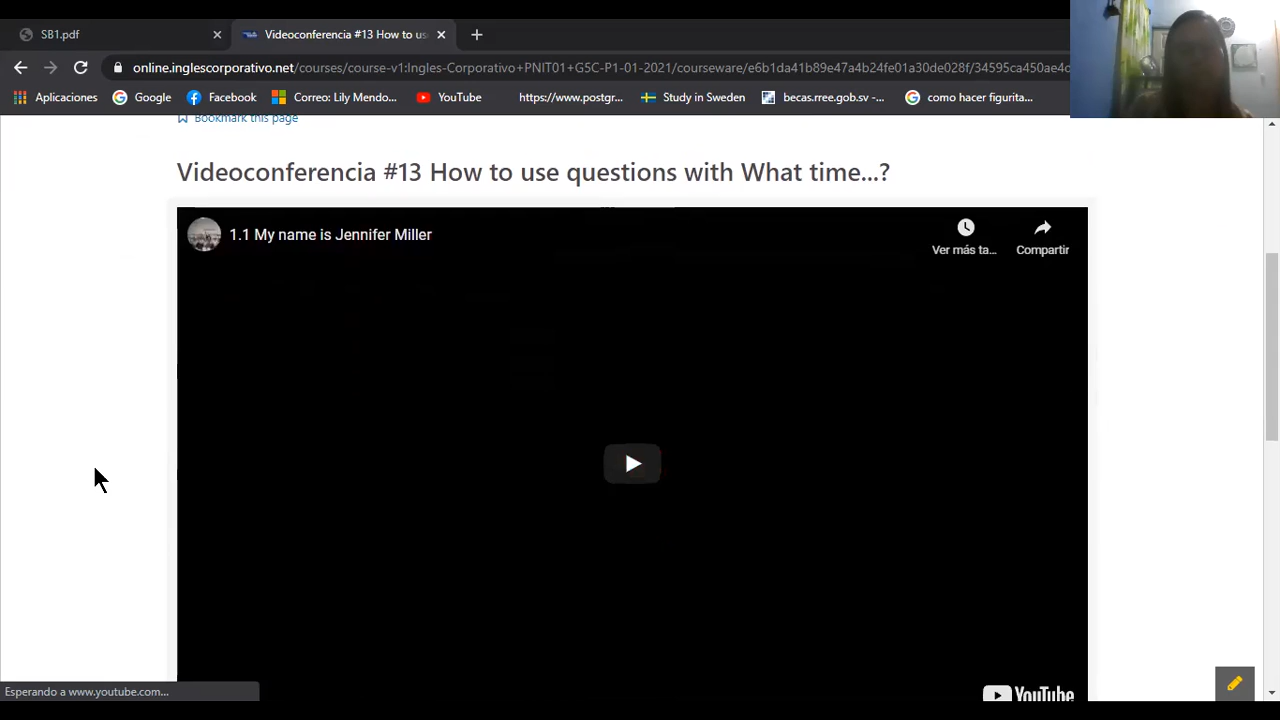 SB1.pdf
Videoconferencia #13 How to us
online.inglescorporativo.net/courses/course-v1:Ingles-Corporativo+PNIT01+GSC-P1-01-2021/courseware/e6b1da41b89e47a4b24fe01a30de028f/34595ca450ae4c
Aplicaciones Google Facebook Correo: Lily Mendo... YouTube https://www.postgr... Study in Sweden becas.ree.gob.sv -... como hacer figurita...
Bookmark this page
Videoconferencia #13 How to use questions with What time...?
1.1 My name is Jennifer Miller
Ver más ta... Compartir
YouTube
Esperando a www.youtube.com...